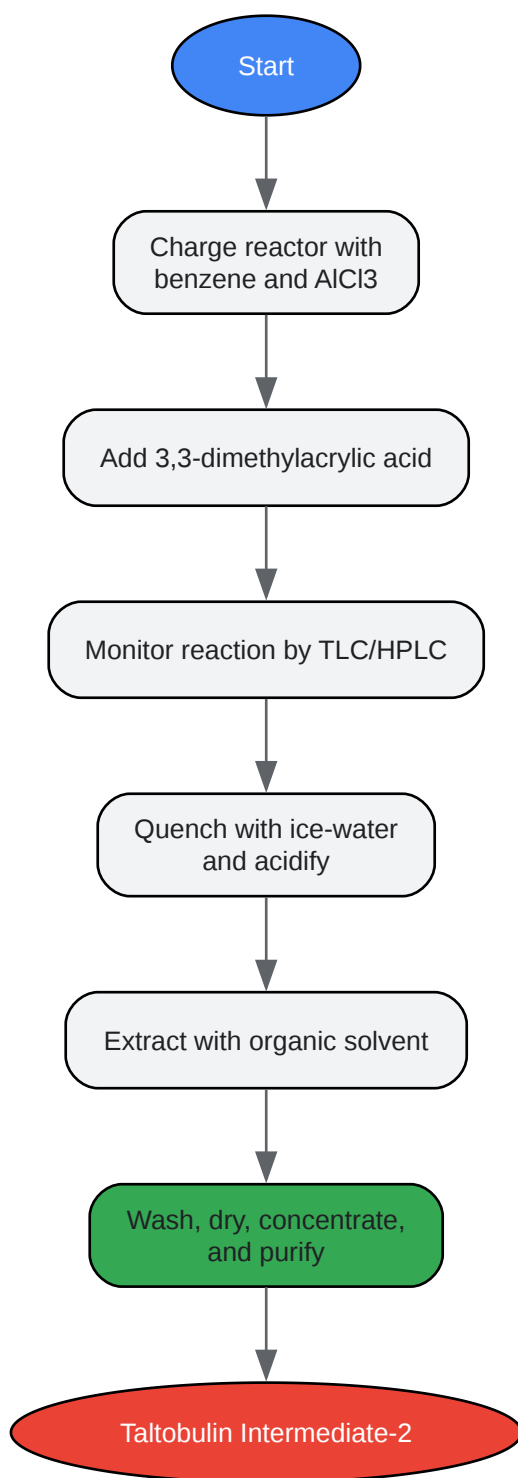 Start
Charge reactor with
benzene and AlCl3
Add 3,3-dimethylacrylic acid
Monitor reaction by TLC/HPLC
Quench with ice-water
and acidify
Extract with organic solvent
Wash, dry, concentrate,
and purify
Taltobulin Intermediate-2